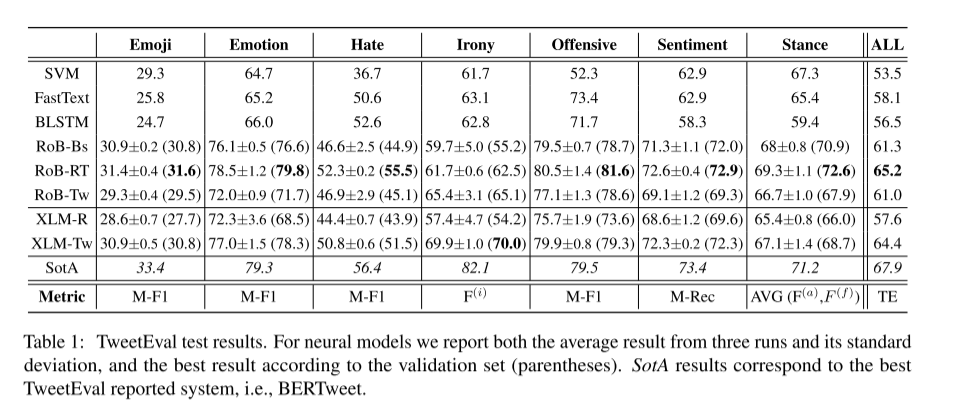 Emoji Emotion Hate Irony Offensive Sentiment Stance ALL
SVM 29.3 64.7 36.7 61.7 52.3 62.9 67.3 53.5
FastText 25.8 65.2 50.6 63.1 73.4 62.9 65.4 58.1
BLSTM 24.7 66.0 52.6 62.8 71.7 58.3 59.4 56.5
RoB-Bs 30.9±0.2 (30.8) 76.1±0.5 (76.6) 46.6±2.5 (44.9) 59.7±5.0 (55.2) 79.5±0.7 (78.7) 71.3±1.1 (72.0) 68±0.8 (70.9) 61.3
RoB-RT 31.4±0.4 (31.6) 78.5±1.2 (79.8) 52.3±0.2 (55.5) 61.7±0.6 (62.5) 80.5±1.4 (81.6) 72.6±0.4 (72.9) 69.3±1.1 (72.6) 65.2
RoB-Tw 29.3±0.4 (29.5) 72.0±0.9 (71.7) 46.9±2.9 (45.1) 65.4±3.1 (65.1) 77.1±1.3 (78.6) 69.1±1.2 (69.3) 66.7±1.0 (67.9) 61.0
XLM-R 28.6±0.7 (27.7) 72.3±3.6 (68.5) 44.4±0.7 (43.9) 57.4±4.7 (54.2) 75.7±1.9 (73.6) 68.6±1.2 (69.6) 65.4±0.8 (66.0) 57.6
XLM-Tw 30.9±0.5 (30.8) 77.0±1.5 (78.3) 50.8±0.6 (51.5) 69.9±1.0 (70.0) 79.9±0.8 (79.3) 72.3±0.2 (72.3) 67.1±1.4 (68.7) 64.4
SotA 33.4 79.3 56.4 82.1 79.5 73.4 71.2 67.9
Metric M-F1 M-F1 M-F1 F(i) M-F1 M-Rec AVG (F(a),F(f)) TE
Table 1: TweetEval test results. For neural models we report both the average result from three runs and its standard
deviation, and the best result according to the validation set (parentheses). SotA results correspond to the best
TweetEval reported system, i.e., BERTweet.